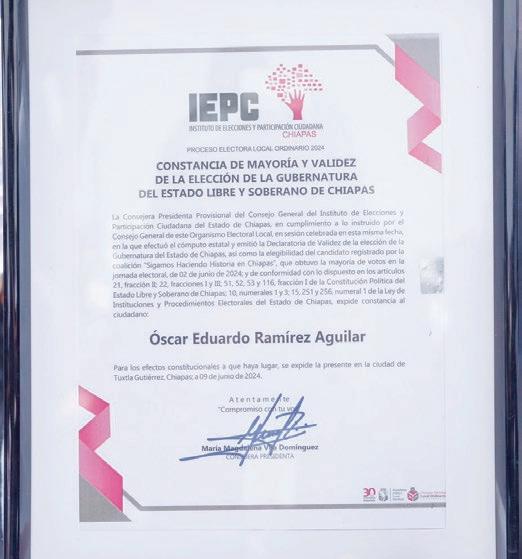 IEPC
INSTITUTO DE ELECCIONES Y PARTICIPACIÓN CIUDADANA
CHIAPAS
PROCESO ELECTORA LOCAL ORDINARIO 2024
CONSTANCIA DE MAYORÍA Y VALIDEZ
DE LA ELECCIÓN DE LA GUBERNATURA
DEL ESTADO LIBRE Y SOBERANO DE CHIAPAS
La Consejera Presidenta Provisional del Consejo General del Instituto de Elecciones y
Participación Ciudadana del Estado de Chiapas, en cumplimiento a lo instruido por el
Consejo General de este Organismo Electoral Local, en sesión celebrada en esta misma fecha,
en la que efectuó el cómputo estatal y emitió la Declaratoria de Validez de la elección de la
Gubernatura del Estado de Chiapas, así como la elegibilidad del candidato registrado por la
coalición "Sigamos Haciendo Historia en Chiapas", que obtuvo la mayoría de votos en la
jornada electoral, de 02 de junio de 2024; y de conformidad con lo dispuesto en los artículos
21, fracción II; 22, fracciones I y III; 51, 52, 53 y 116, fracción I de la Constitución Política del
Estado Libre y Soberano de Chiapas; 10, numerales 1 y 3; 15, 251 y 256, numeral 1 de la Ley de
Instituciones y Procedimientos Electorales del Estado de Chiapas, expide constancia al
ciudadano:
Óscar Eduardo Ramírez Aguilar
Para los efectos constitucionales a que haya lugar, se expide la presente en la ciudad de
Tuxtla Gutiérrez, Chiapas; a 09 de junio de 2024.
Atentamente
"Compromiso con tu voz"
María Magdalena Vila Domínguez
CONSEJERA PRESIDENTA
30